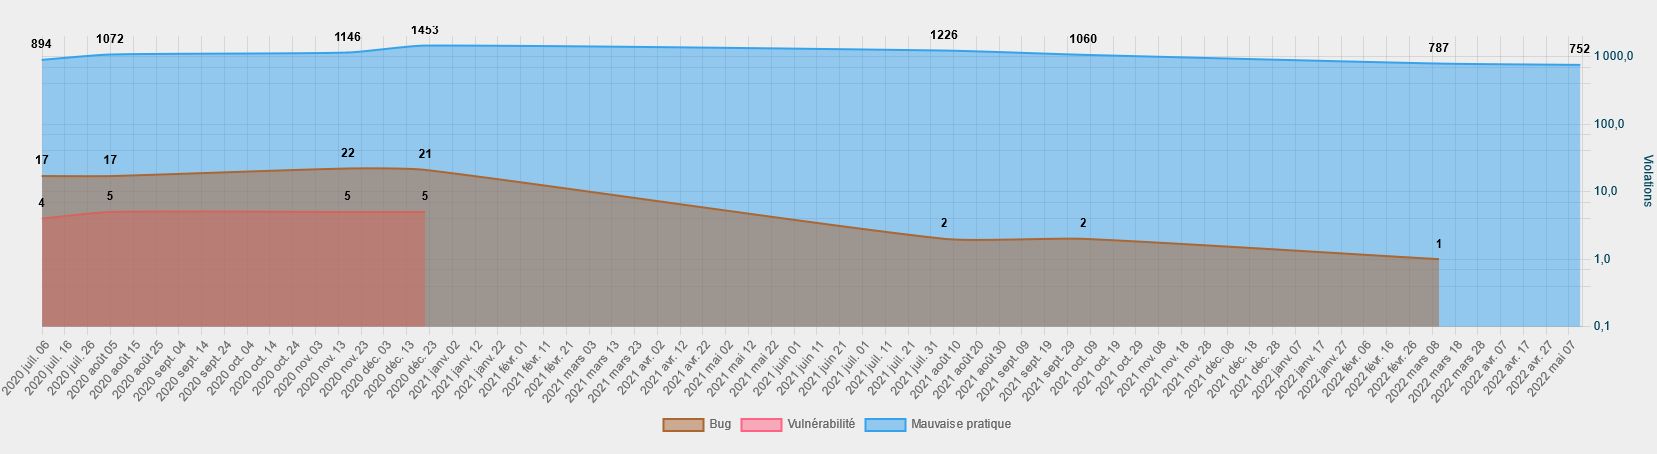 894 1072 1146 1453 1226 1060 787 752
17 17 22 21 2 2 1
4 5 5 5
1 000,0
100,0
10,0
1,0
0,1
Violations
2020 juil. 06
2020 juil. 16
2020 juil. 26
2020 août 05
2020 août 15
2020 août 25
2020 sept. 04
2020 sept. 14
2020 sept. 24
2020 oct. 04
2020 oct. 14
2020 oct. 24
2020 nov. 03
2020 nov. 13
2020 nov. 23
2020 déc. 03
2020 déc. 13
2020 déc. 23
2021 janv. 02
2021 janv. 12
2021 janv. 22
2021 févr. 01
2021 févr. 11
2021 févr. 21
2021 mars 03
2021 mars 13
2021 mars 23
2021 avr. 02
2021 avr. 12
2021 avr. 22
2021 mai 02
2021 mai 12
2021 mai 22
2021 juin 01
2021 juin 11
2021 juin 21
2021 juil. 01
2021 juil. 11
2021 juil. 21
2021 juil. 31
2021 août 10
2021 août 20
2021 août 30
2021 sept. 09
2021 sept. 19
2021 sept. 29
2021 oct. 09
2021 oct. 19
2021 oct. 29
2021 nov. 08
2021 nov. 18
2021 nov. 28
2021 déc. 08
2021 déc. 18
2021 déc. 28
2022 janv. 07
2022 janv. 17
2022 janv. 27
2022 févr. 06
2022 févr. 16
2022 févr. 26
2022 mars 08
2022 mars 18
2022 mars 28
2022 avr. 07
2022 avr. 17
2022 avr. 27
2022 mai 07
Bug Vulnérabilité Mauvaise pratique